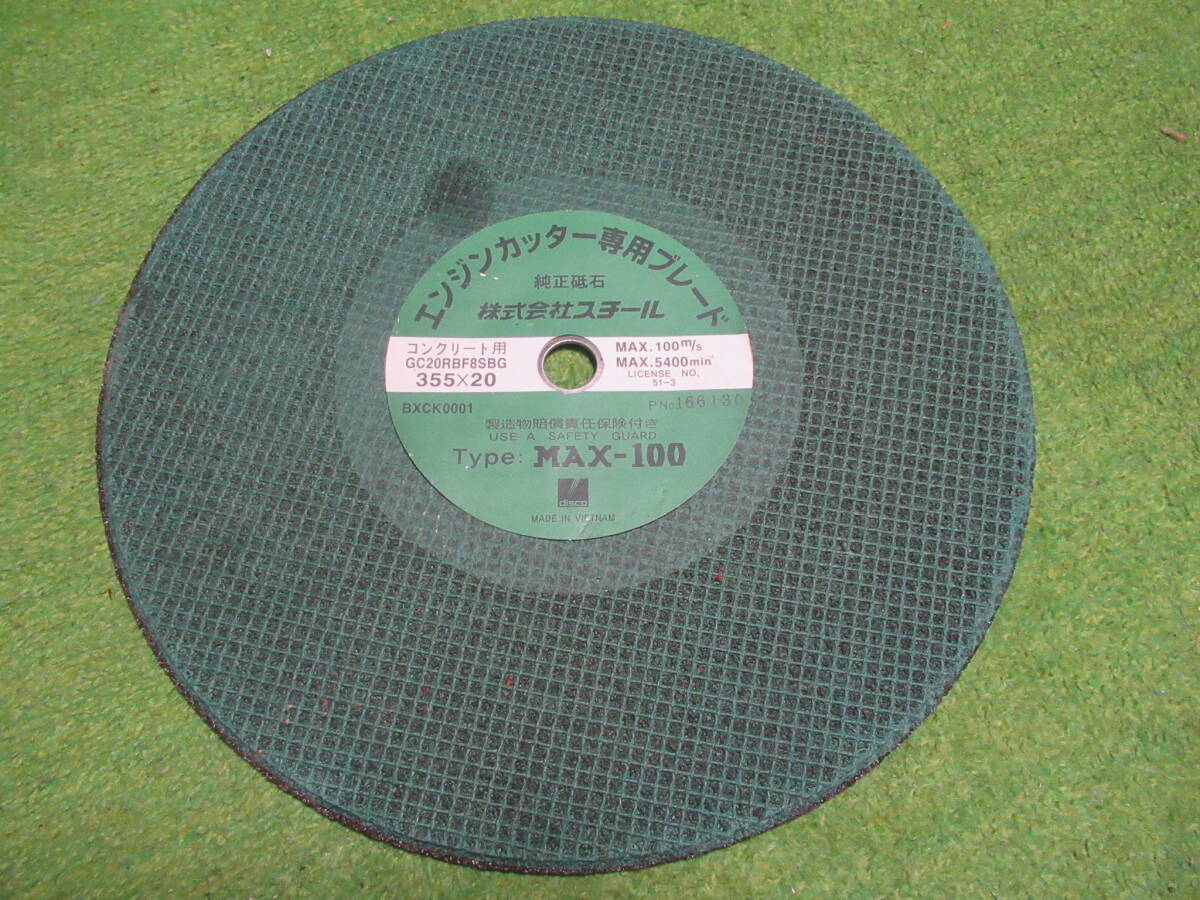 エンジンカッター専用ブレード
純正砥石
株式会社スチール
コンクリート用
GC20RBF8SBG
355×20
MAX.100m/s
MAX.5400min⁻¹
LICENSE NO.
51-3
BXCK0001
PNo166130
製造物賠償責任保険付き
USE A SAFETY GUARD
Type: MAX-100
disco
MADE IN VIETNAM